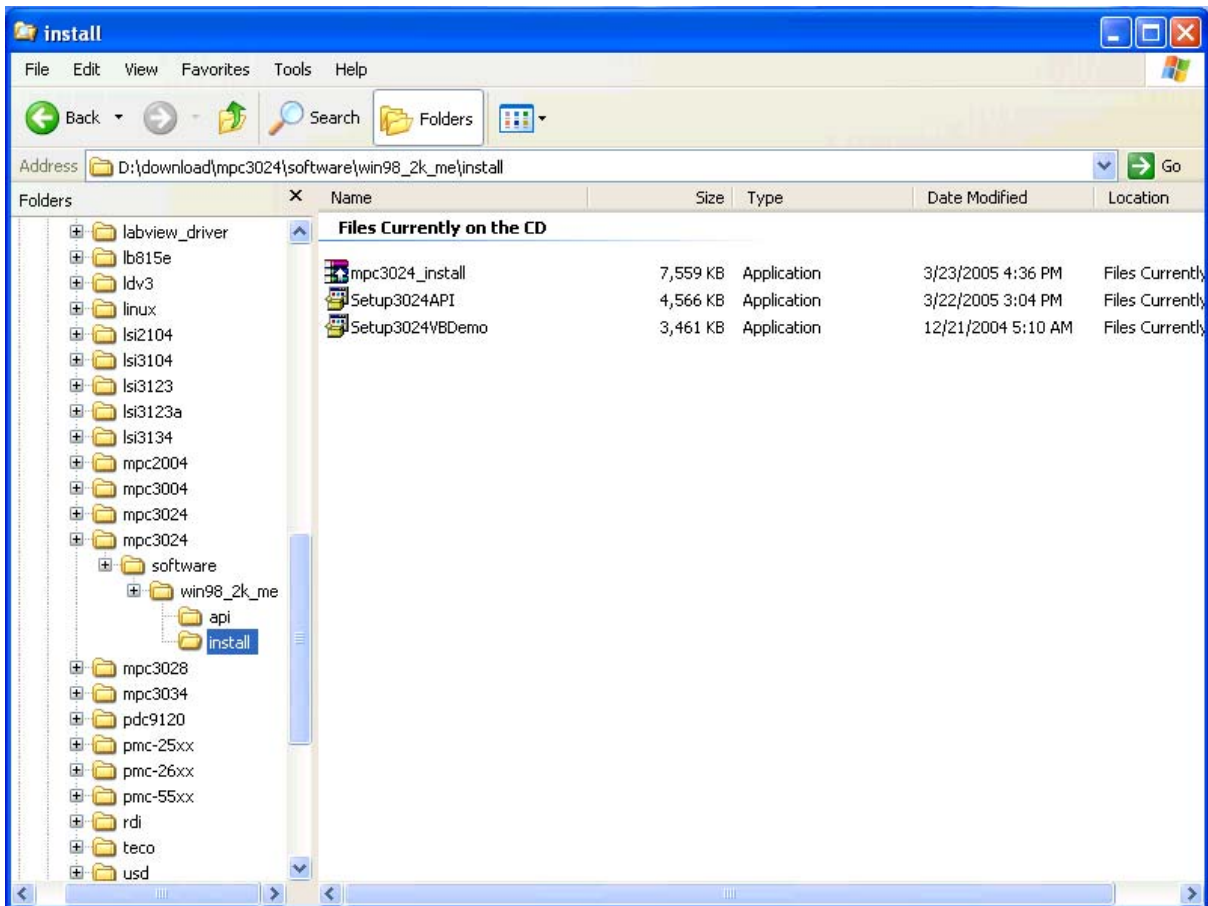 install
File Edit View Favorites Tools Help
Back Search Folders
Address D:\download\mpc3024\software\win98_2k_me\install Go
Folders Name Size Type Date Modified Location
Files Currently on the CD
mpc3024_install 7,559 KB Application 3/23/2005 4:36 PM Files Currently
Setup3024API 4,566 KB Application 3/22/2005 3:04 PM Files Currently
Setup3024VBDemo 3,461 KB Application 12/21/2004 5:10 AM Files Currently
labview_driver
lb815e
ldv3
linux
lsi2104
lsi3104
lsi3123
lsi3123a
lsi3134
mpc2004
mpc3004
mpc3024
mpc3024
software
win98_2k_me
api
install
mpc3028
mpc3034
pdc9120
pmc-25xx
pmc-26xx
pmc-55xx
rdi
teco
usd